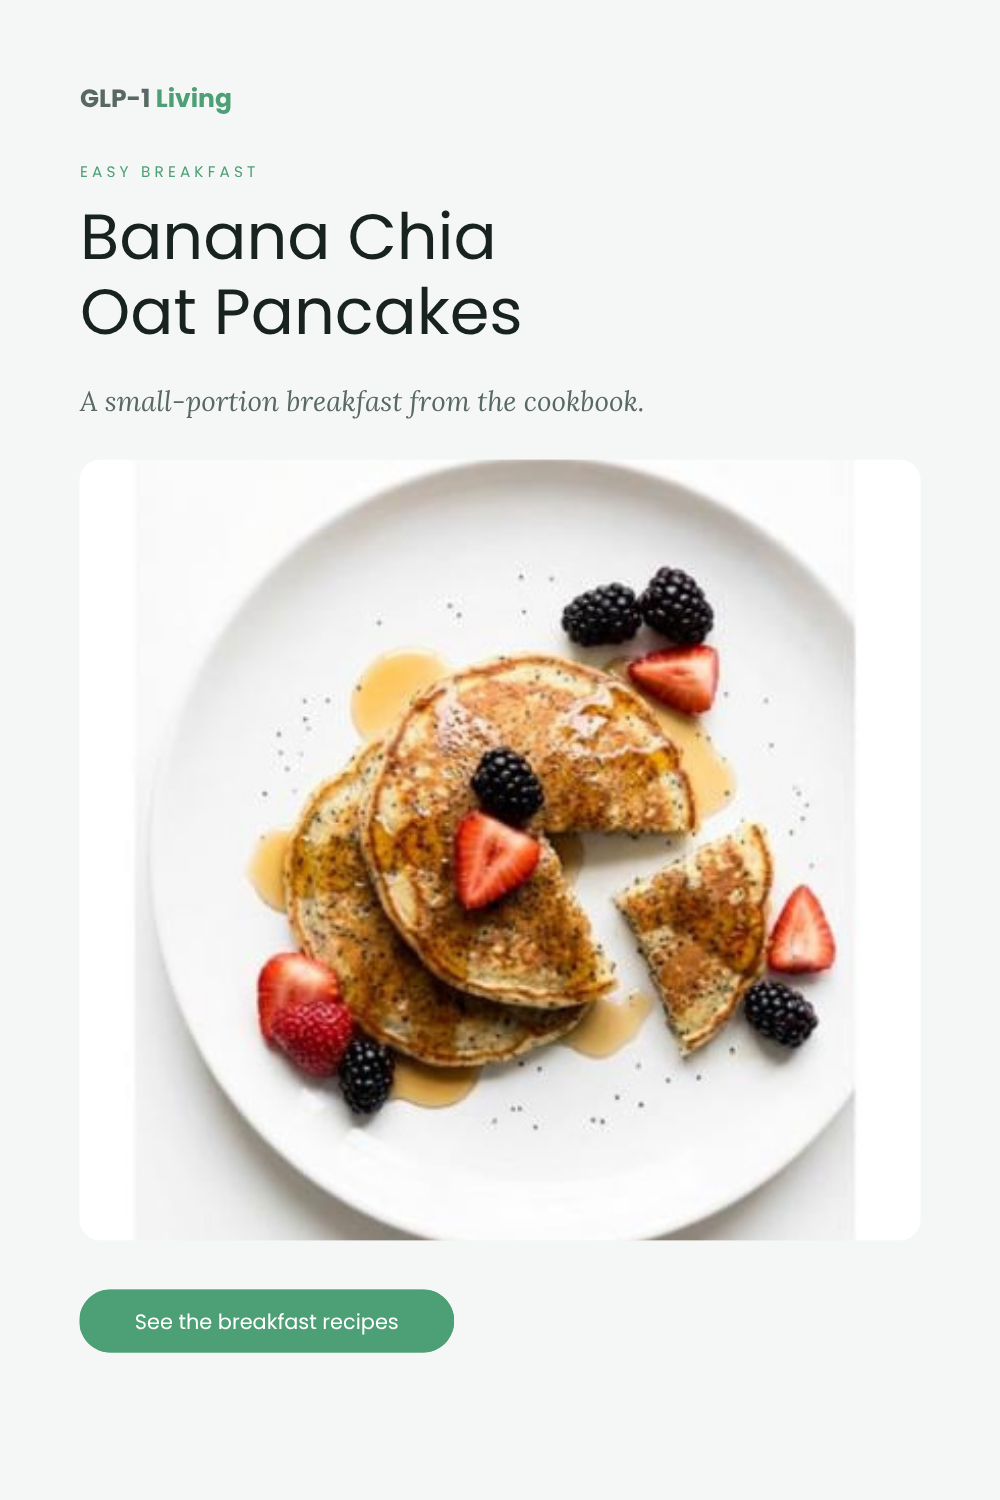 GLP-1 Living
EASY BREAKFAST
Banana Chia
Oat Pancakes
A small-portion breakfast from the cookbook.
See the breakfast recipes